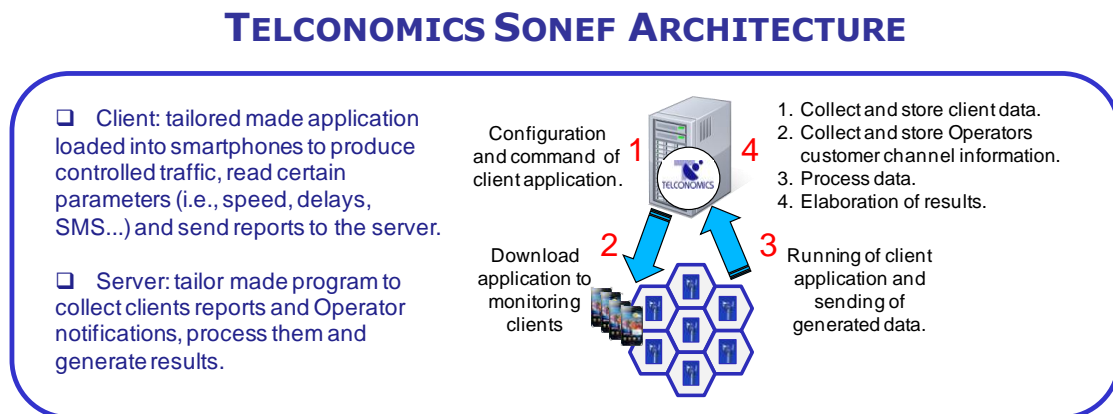 TELCONOMICS SONEF ARCHITECTURE
❑ Client: tailored made application
loaded into smartphones to produce
controlled traffic, read certain
parameters (i.e., speed, delays,
SMS...) and send reports to the server.
❑ Server: tailor made program to
collect clients reports and Operator
notifications, process them and
generate results.
Configuration
and command of
client application.
1
TELCONOMICS
4
1. Collect and store client data.
2. Collect and store Operators
customer channel information.
3. Process data.
4. Elaboration of results.
Download
application to
monitoring
clients
2
3
Running of client
application and
sending of
generated data.